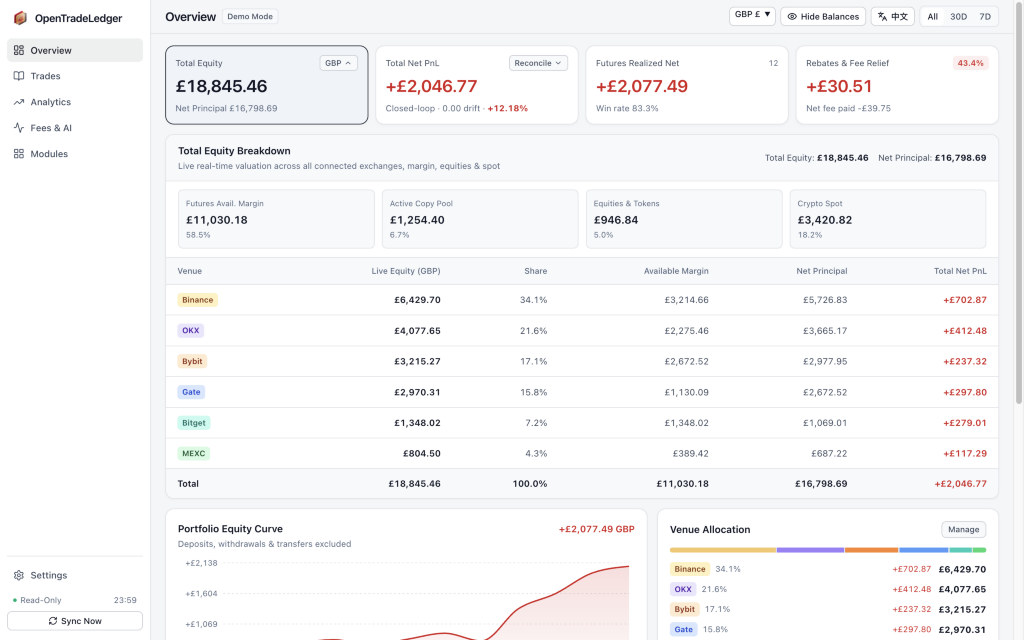 OpenTradeLedger
Overview
Trades
Analytics
Fees & AI
Modules
Settings
Read-Only 23:59
Sync Now
Overview Demo Mode
GBP £ ▼ Hide Balances 中文 All 30D 7D
Total Equity GBP
£18,845.46
Net Principal £16,798.69
Total Net PnL Reconcile
+£2,046.77
Closed-loop · 0.00 drift · +12.18%
Futures Realized Net 12
+£2,077.49
Win rate 83.3%
Rebates & Fee Relief 43.4%
+£30.51
Net fee paid -£39.75
Total Equity Breakdown
Live real-time valuation across all connected exchanges, margin, equities & spot
Total Equity: £18,845.46 Net Principal: £16,798.69
Futures Avail. Margin
£11,030.18
58.5%
Active Copy Pool
£1,254.40
6.7%
Equities & Tokens
£946.84
5.0%
Crypto Spot
£3,420.82
18.2%
Venue Live Equity (GBP) Share Available Margin Net Principal Total Net PnL
Binance £6,429.70 34.1% £3,214.66 £5,726.83 +£702.87
OKX £4,077.65 21.6% £2,275.46 £3,665.17 +£412.48
Bybit £3,215.27 17.1% £2,672.52 £2,977.95 +£237.32
Gate £2,970.31 15.8% £1,130.09 £2,672.52 +£297.80
Bitget £1,348.02 7.2% £1,348.02 £1,069.01 +£279.01
MEXC £804.50 4.3% £389.42 £687.22 +£117.29
Total £18,845.46 100.0% £11,030.18 £16,798.69 +£2,046.77
Portfolio Equity Curve +£2,077.49 GBP
Deposits, withdrawals & transfers excluded
+£2,138
+£1,604
+£1,069
Venue Allocation Manage
Binance 34.1% +£702.87 £6,429.70
OKX 21.6% +£412.48 £4,077.65
Bybit 17.1% +£237.32 £3,215.27
Gate 15.8% +£297.80 £2,970.31